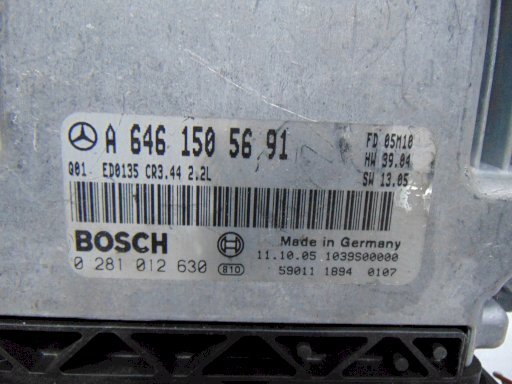 A 646 150 56 91
FD 05M10
HW 39.04
Q01 ED0135 CR3.44 2.2L
SW 13.05
BOSCH
Made in Germany
0 281 012 630 810
11.10.05 1039S00000
59011 1894 0107